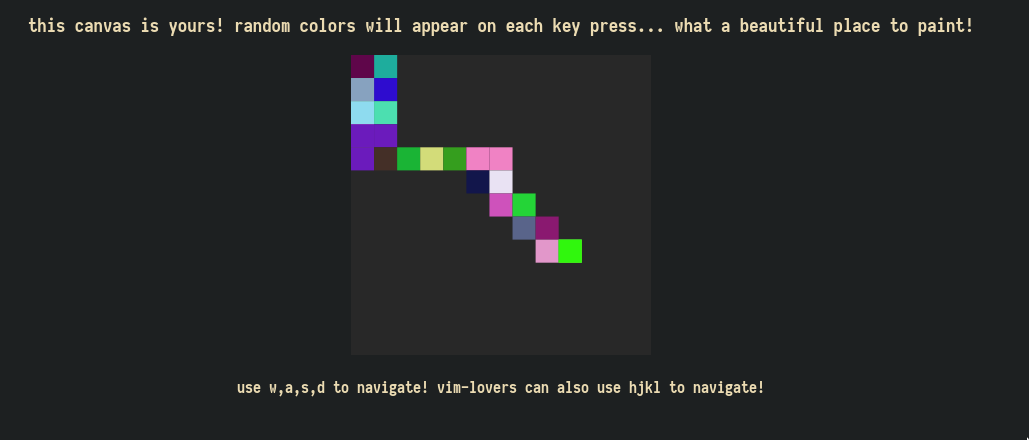 this canvas is yours! random colors will appear on each key press... what a beautiful place to paint!
use w,a,s,d to navigate! vim-lovers can also use hjkl to navigate!